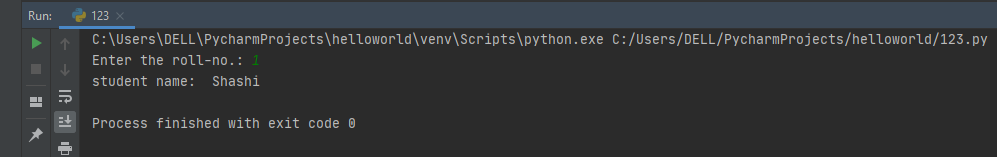 Run: 123
C:\Users\DELL\PycharmProjects\helloworld\venv\Scripts\python.exe C:/Users/DELL/PycharmProjects/helloworld/123.py
Enter the roll-no.: 1
student name:  Shashi
Process finished with exit code 0